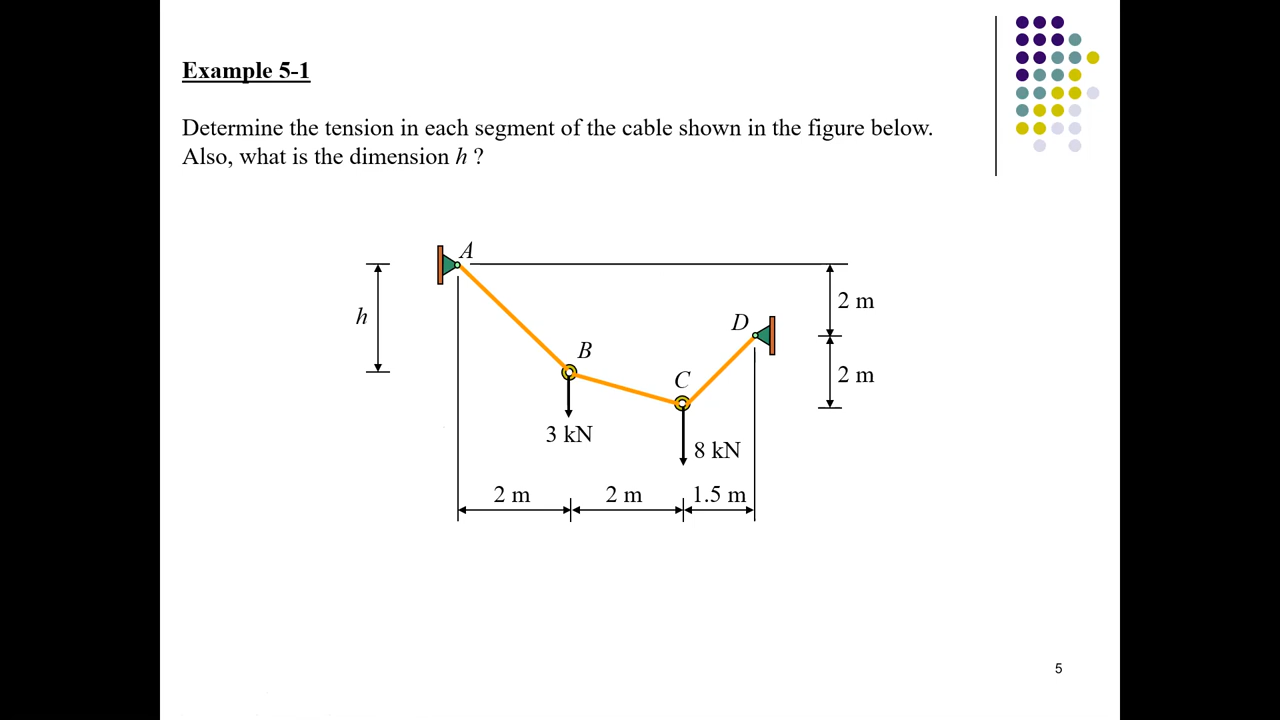 Example 5-1
Determine the tension in each segment of the cable shown in the figure below.
Also, what is the dimension h ?
A
h
2 m
D
B
C
2 m
3 kN
8 kN
2 m
2 m
1.5 m
5